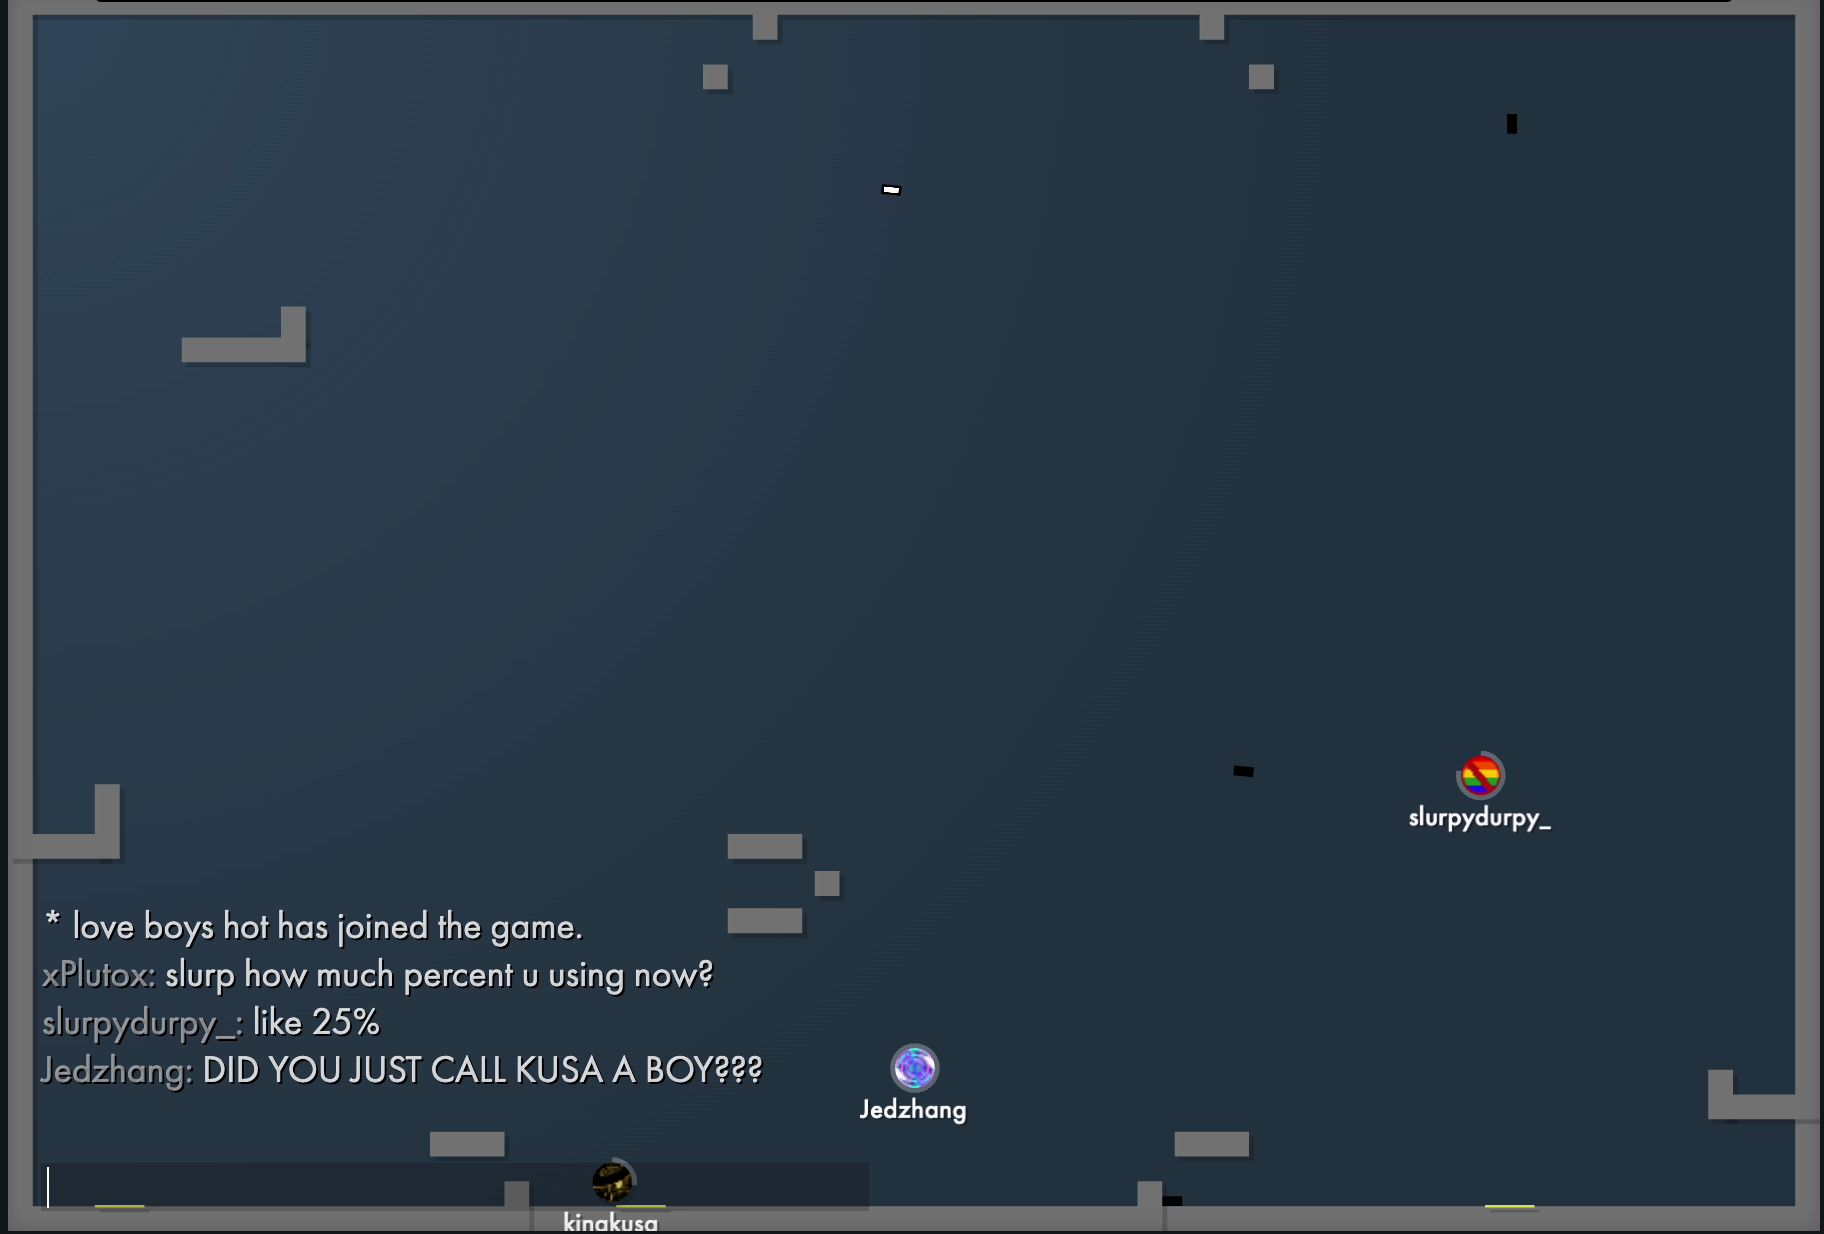 slurpydurpy_
* love boys hot has joined the game.
xPlutox: slurp how much percent u using now?
slurpydurpy_: like 25%
Jedzhang: DID YOU JUST CALL KUSA A BOY???
Jedzhang
kingkusa